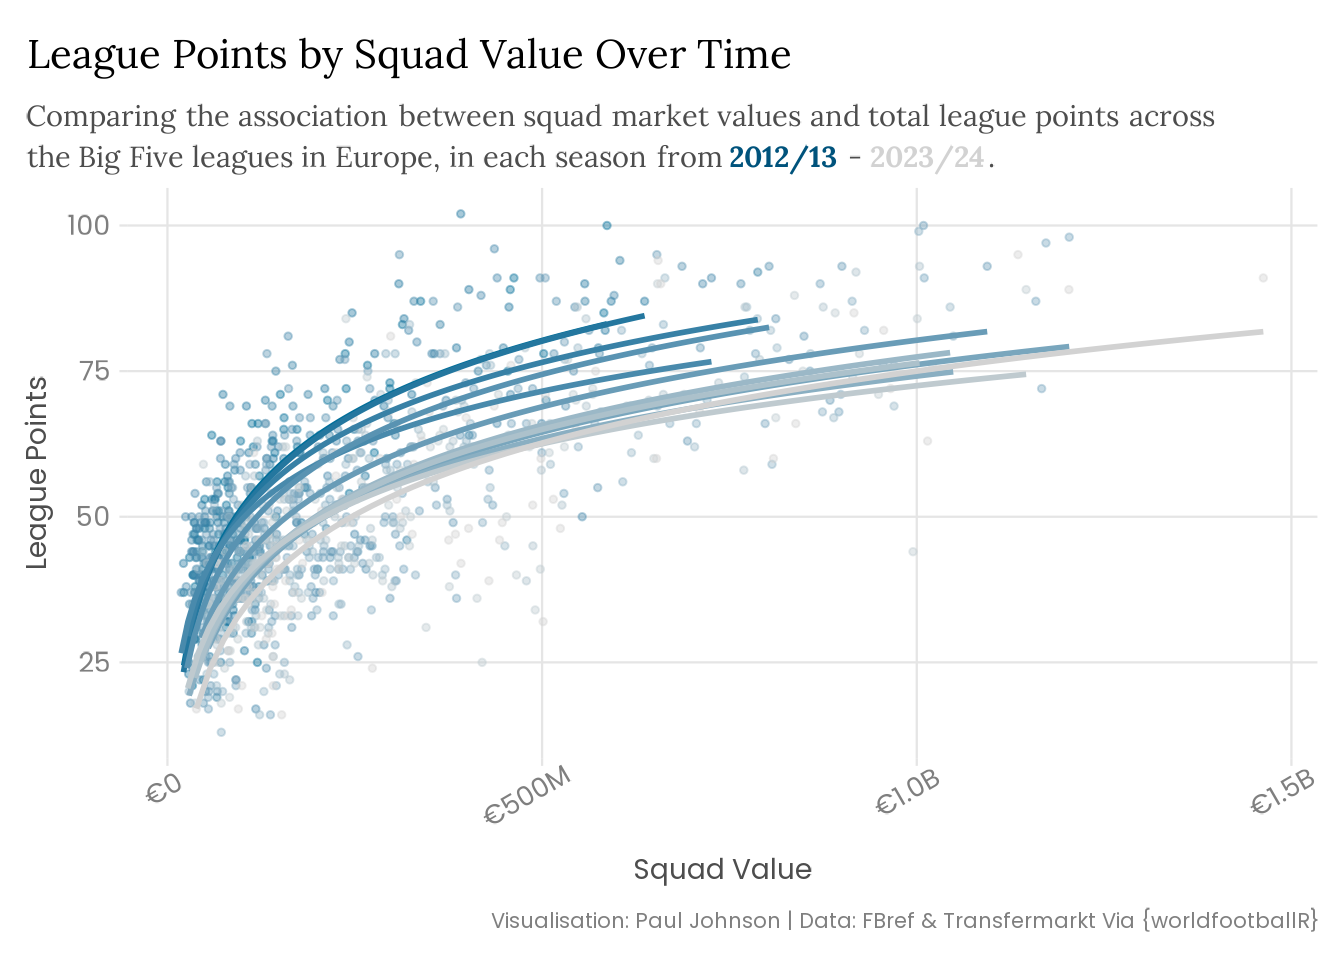 League Points by Squad Value Over Time
Comparing the association between squad market values and total league points across
the Big Five leagues in Europe, in each season from 2012/13 - 2023/24.
100
75
50
25
League Points
€0
€500M
€1.0B
€1.5B
Squad Value
Visualisation: Paul Johnson | Data: FBref & Transfermarkt Via {worldfootballR}